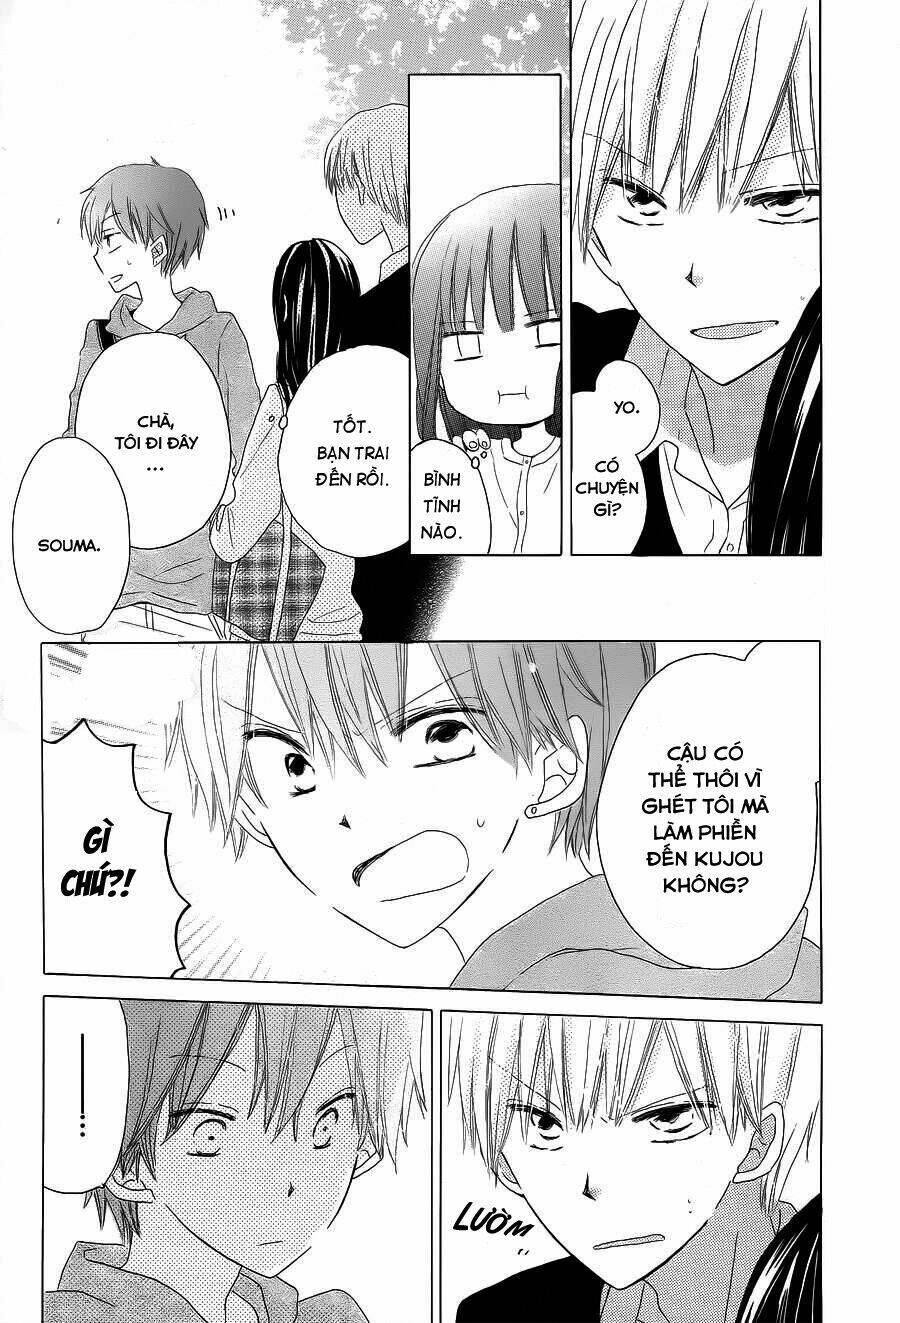 YO.
CÓ
CHUYỆN
GÌ?
BÌNH
TĨNH
NÀO.
TỐT.
BẠN TRAI
ĐẾN RỒI.
CHÀ,
TÔI ĐI ĐÂY
...
SOUMA.
CẬU CÓ
THỂ THÔI VÌ
GHÉT TÔI MÀ
LÀM PHIỀN
ĐẾN KUJOU
KHÔNG?
GÌ
CHỨ?!
LƯỜM